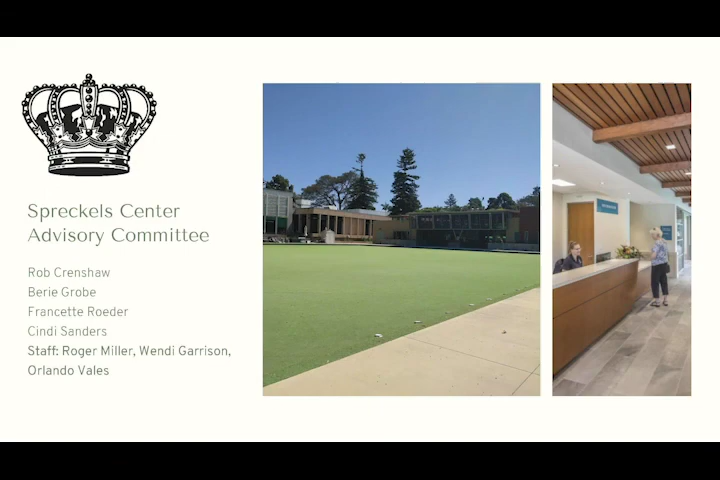 Spreckels Center
Advisory Committee
Rob Crenshaw
Berie Grobe
Francette Roeder
Cindi Sanders
Staff: Roger Miller, Wendi Garrison,
Orlando Vales